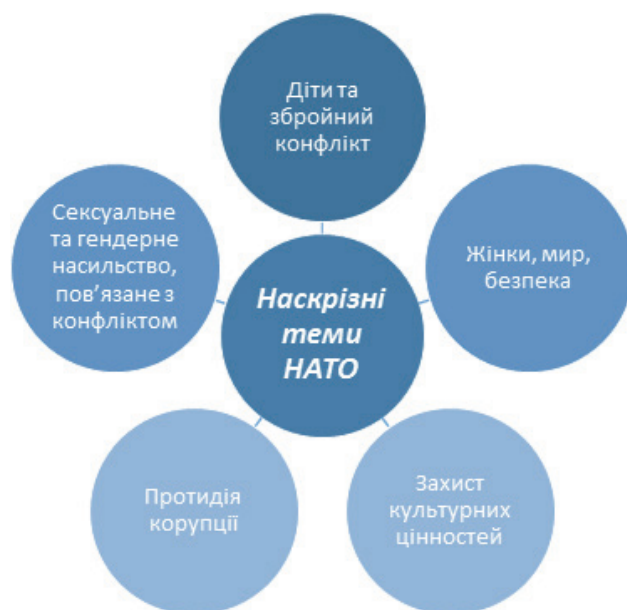 Діти та
збройний
конфлікт
Сексуальне
та гендерне
насильство,
пов’язане з
конфліктом
Жінки, мир,
безпека
Наскрізні
теми
НАТО
Протидія
корупції
Захист
культурних
цінностей